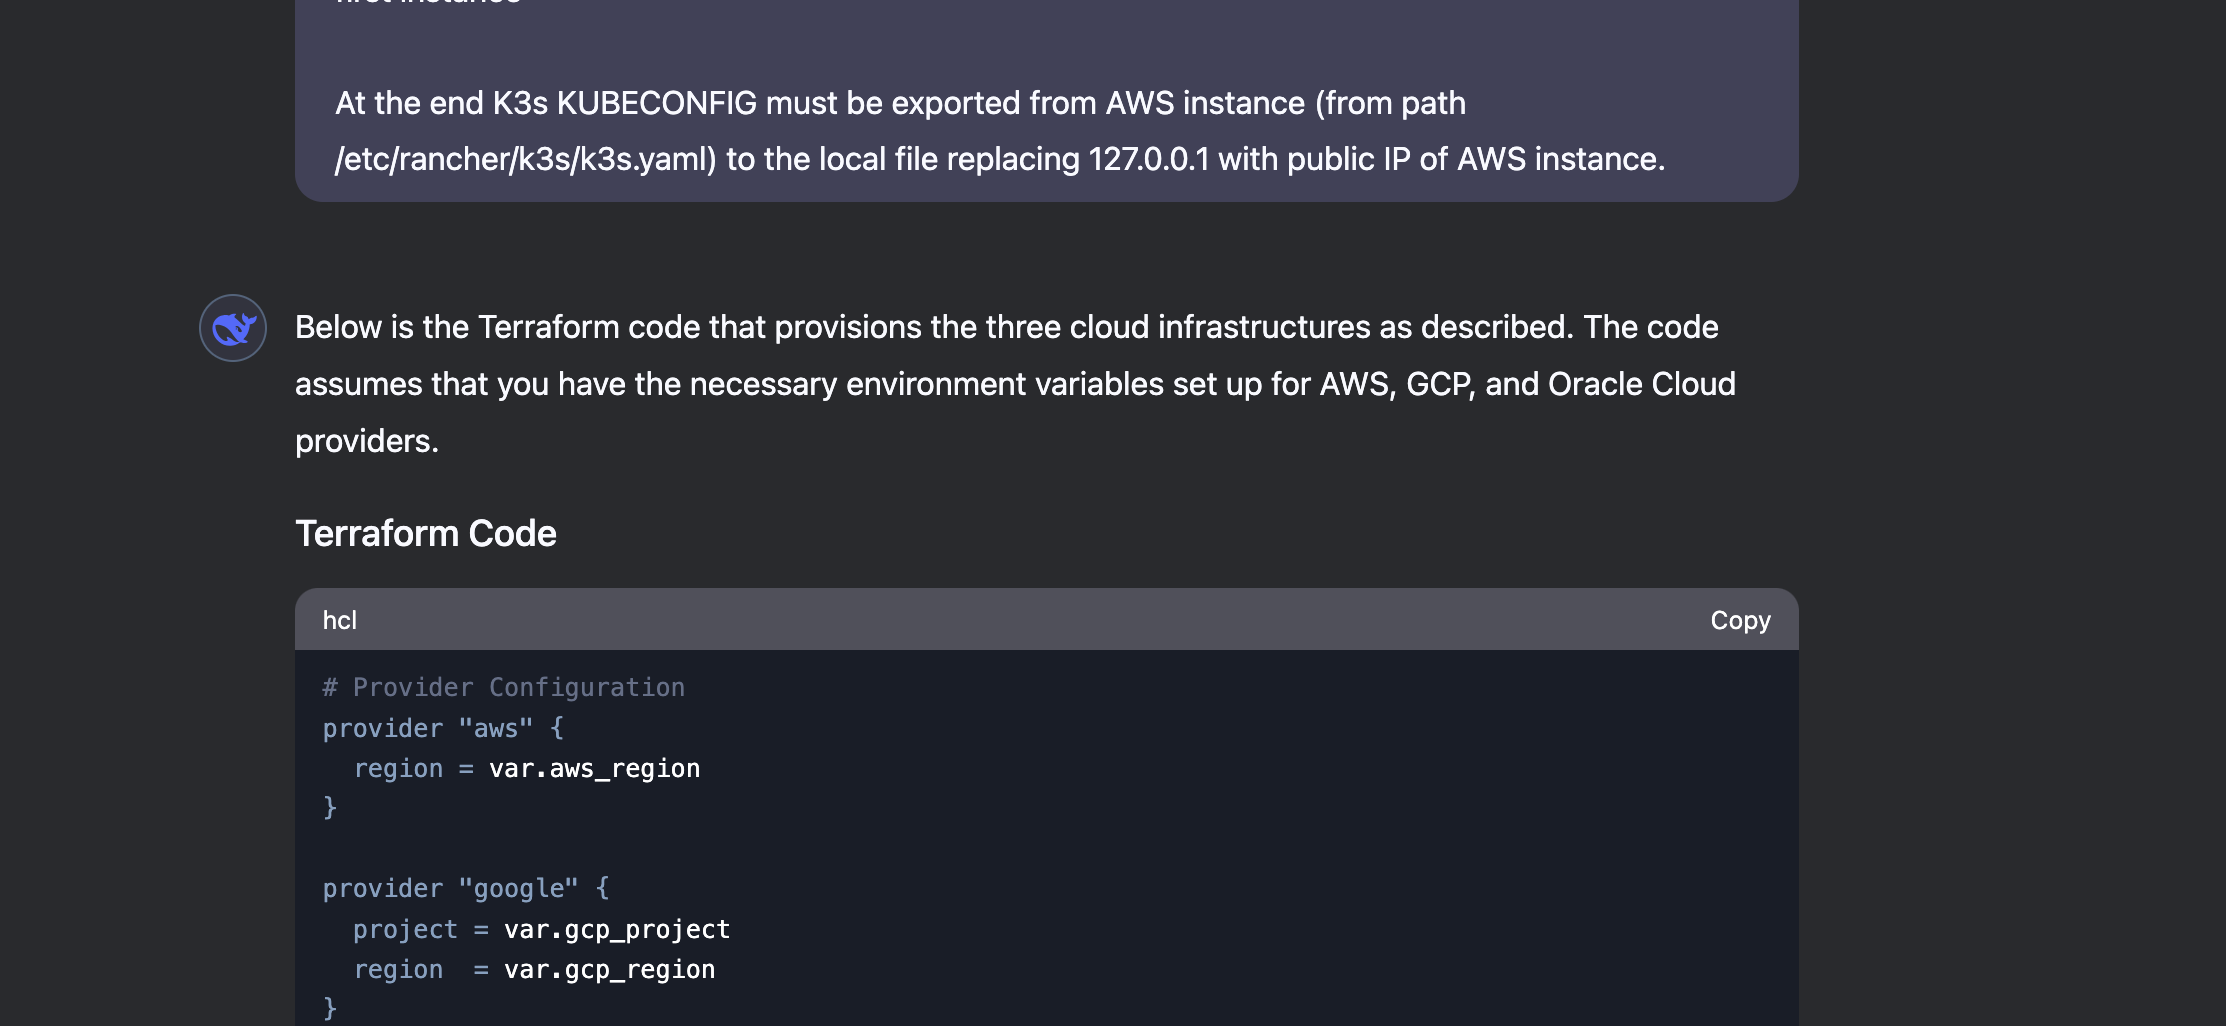 first instance
At the end K3s KUBECONFIG must be exported from AWS instance (from path
/etc/rancher/k3s/k3s.yaml) to the local file replacing 127.0.0.1 with public IP of AWS instance.
Below is the Terraform code that provisions the three cloud infrastructures as described. The code
assumes that you have the necessary environment variables set up for AWS, GCP, and Oracle Cloud
providers.
Terraform Code
hcl
Copy
# Provider Configuration
provider "aws" {
  region = var.aws_region
}
provider "google" {
  project = var.gcp_project
  region  = var.gcp_region
}